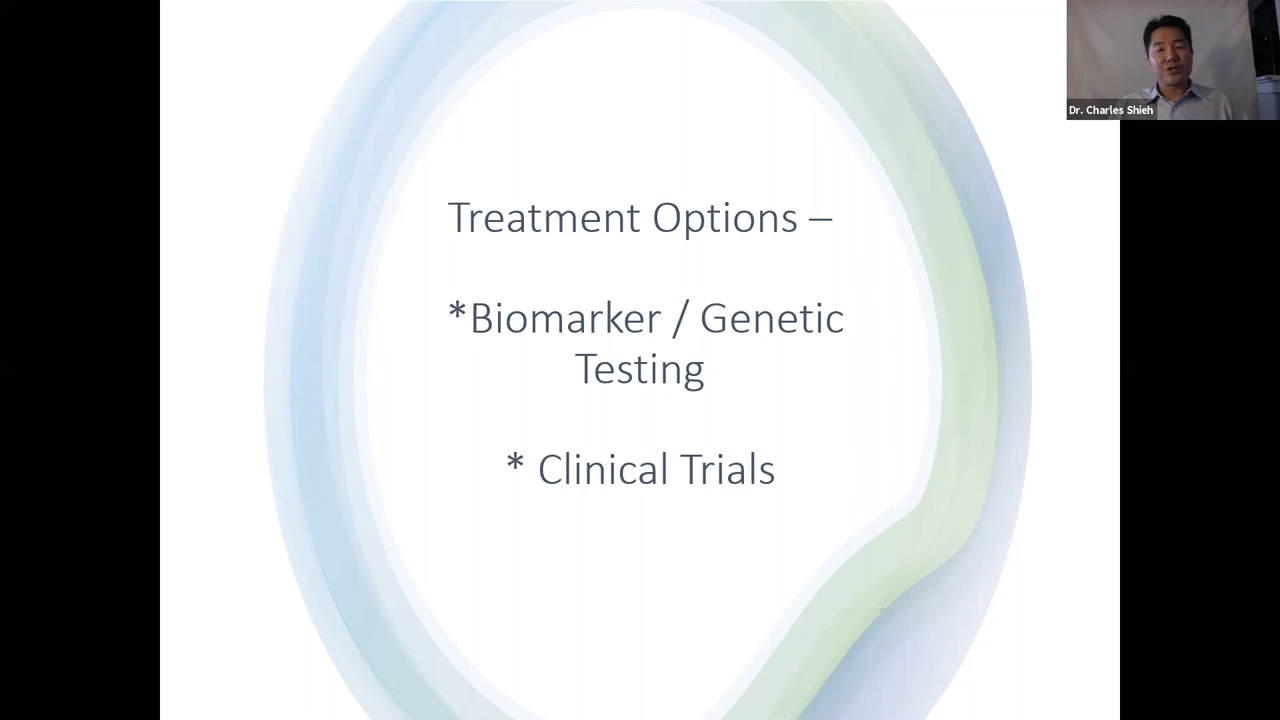 Treatment Options –
*Biomarker / Genetic
Testing
* Clinical Trials
Dr. Charles Shieh